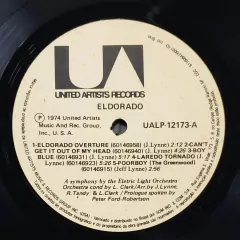 UA
UNITED ARTISTS RECORDS
ELDORADO
℗ 1974 United Artists
Music And Rec. Group,
Inc., U. S. A.
UALP-12173-A
1-ELDORADO OVERTURE (60146958) (J.Lynne) 2:12 2-CAN'T
GET IT OUT OF MY HEAD (60146940) (J.Lynne) 4:26 3-BOY
BLUE (60146931) (J. Lynne) 5:17 4-LAREDO TORNADO (J.
Lynne) (60146923) 5:26 5-POORBOY (The Greenwood)
(60146915) (Jeff Lynne) 2:56
A symphony by the Eletric Light Orchestra
Orchestra cond by L. Clark/Arr. by J.Lynne,
R. Tandy & L. Clark / Prologue spoken by
Peter Ford-Robertson